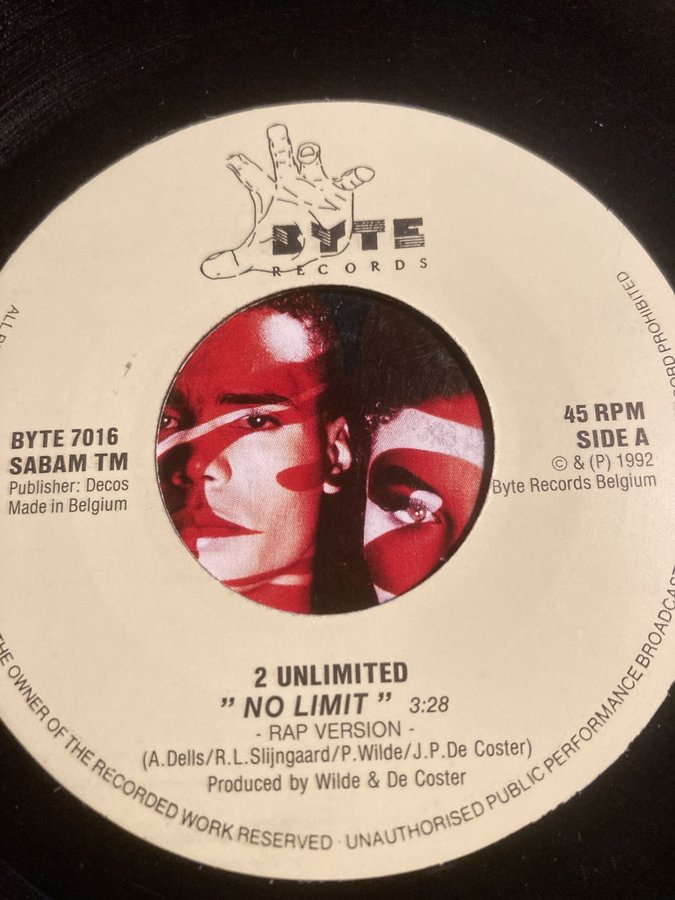 BYTE
RECORDS
BYTE 7016
SABAM TM
Publisher: Decos
Made in Belgium
45 RPM
SIDE A
© & (P) 1992
Byte Records Belgium
2 UNLIMITED
" NO LIMIT " 3:28
- RAP VERSION -
(A.Dells/R.L.Slijngaard/P.Wilde/J.P.De Coster)
Produced by Wilde & De Coster
ALL
THE OWNER OF THE RECORDED WORK RESERVED · UNAUTHORISED PUBLIC PERFORMANCE BROADCAST
PROHIBITED